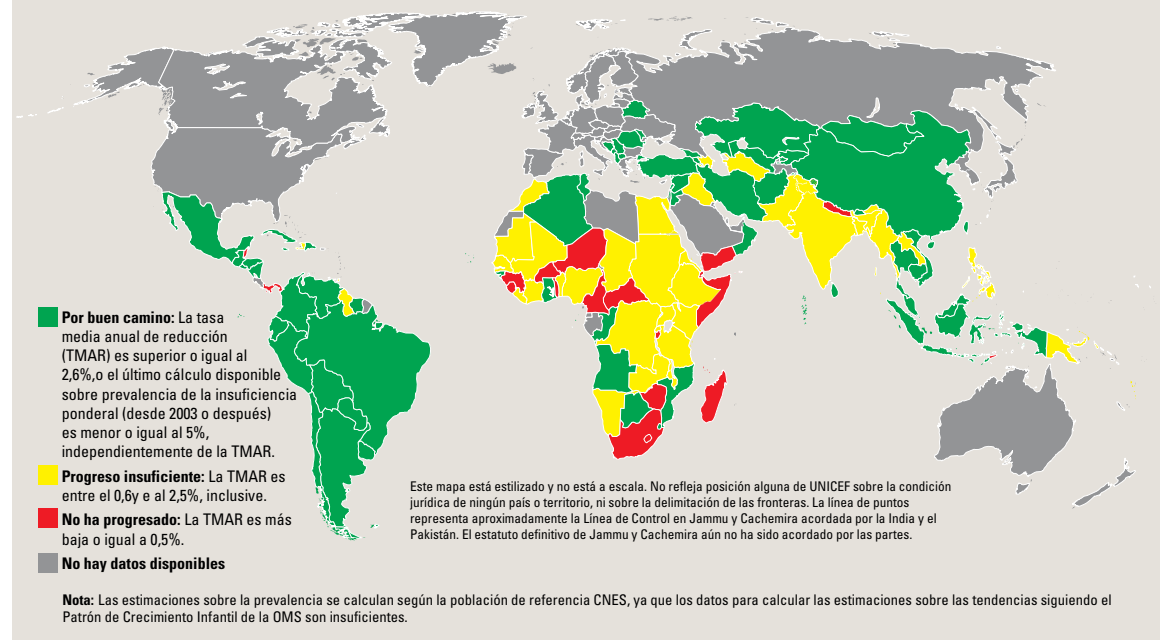 Por buen camino: La tasa
media anual de reducción
(TMAR) es superior o igual al
2,6%,o el último cálculo disponible
sobre prevalencia de la insuficiencia
ponderal (desde 2003 o después)
es menor o igual al 5%,
independientemente de la TMAR.
Progreso insuficiente: La TMAR es
entre el 0,6y e al 2,5%, inclusive.
No ha progresado: La TMAR es más
baja o igual a 0,5%.
No hay datos disponibles
Este mapa está estilizado y no está a escala. No refleja posición alguna de UNICEF sobre la condición
jurídica de ningún país o territorio, ni sobre la delimitación de las fronteras. La línea de puntos
representa aproximadamente la Línea de Control en Jammu y Cachemira acordada por la India y el
Pakistán. El estatuto definitivo de Jammu y Cachemira aún no ha sido acordado por las partes.
Nota: Las estimaciones sobre la prevalencia se calculan según la población de referencia CNES, ya que los datos para calcular las estimaciones sobre las tendencias siguiendo el
Patrón de Crecimiento Infantil de la OMS son insuficientes.